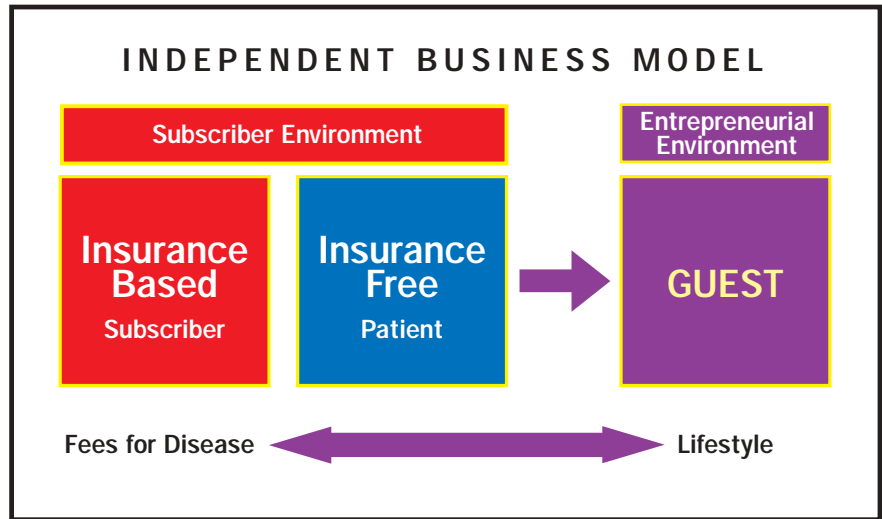 INDEPENDENT BUSINESS MODEL
Subscriber Environment
Entrepreneurial
Environment
Insurance
Based
Subscriber
Insurance
Free
Patient
GUEST
Fees for Disease
Lifestyle